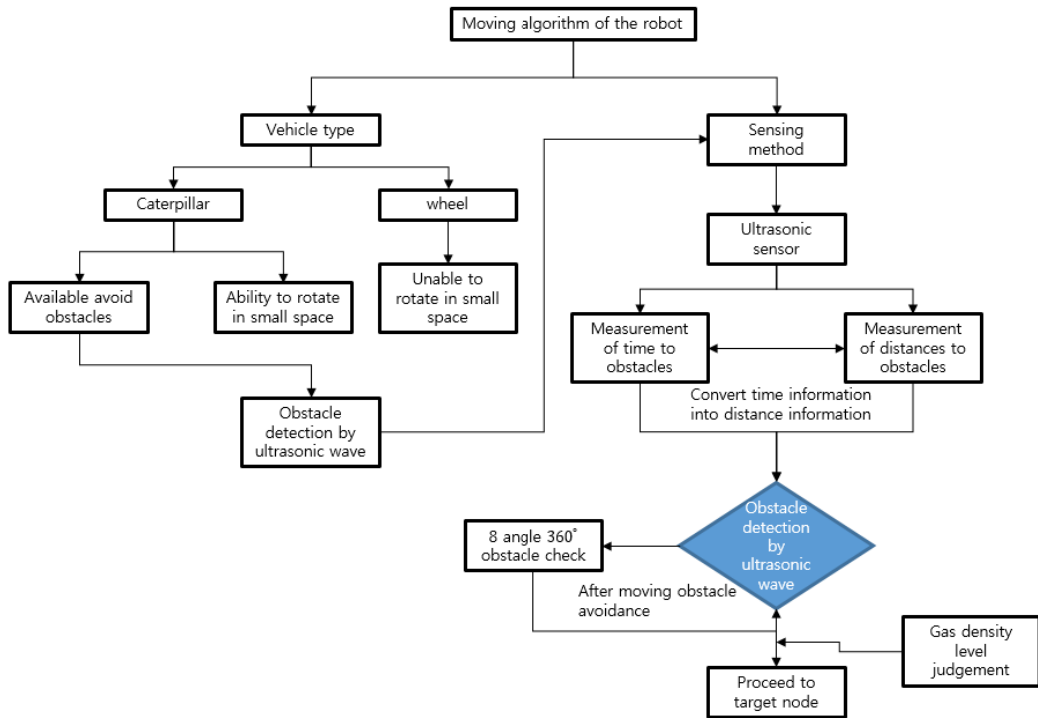 Moving algorithm of the robot
Vehicle type
Sensing
method
Caterpillar
wheel
Ultrasonic
sensor
Available avoid
obstacles
Ability to rotate
in small space
Unable to
rotate in small
space
Measurement
of time to
obstacles
Measurement
of distances to
obstacles
Convert time information
into distance information
Obstacle
detection by
ultrasonic wave
Obstacle
detection
by
ultrasonic
wave
8 angle 360˚
obstacle check
After moving obstacle
avoidance
Gas density
level
judgement
Proceed to
target node